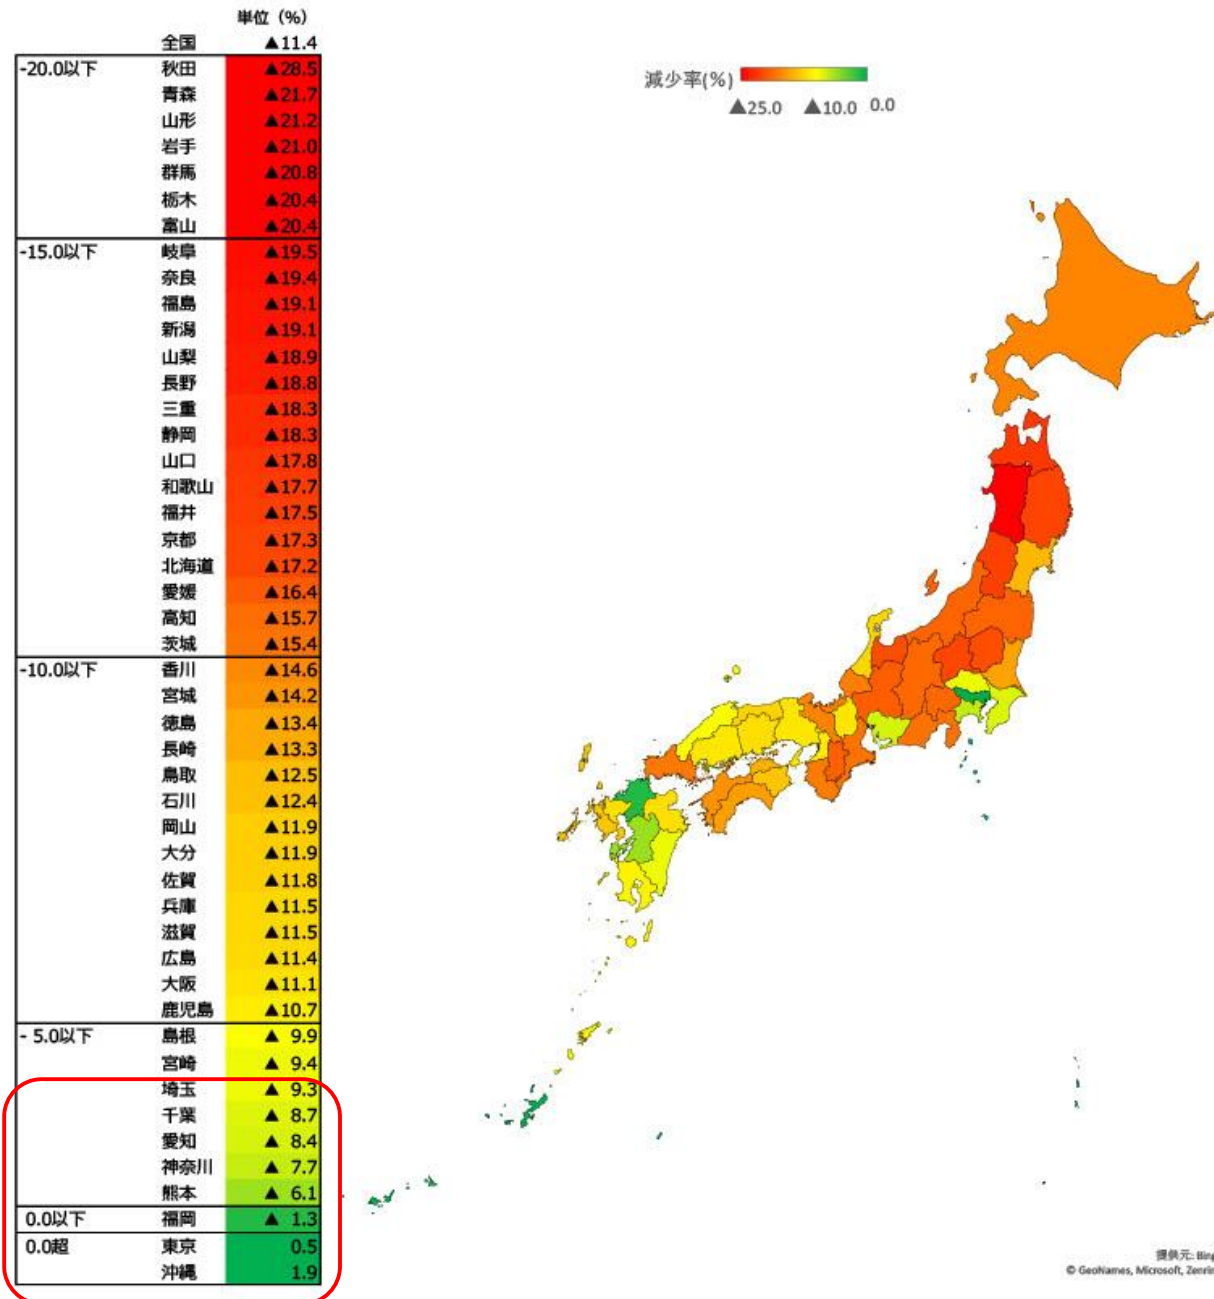 単位（%）
全国 ▲11.4
-20.0以下 秋田 ▲28.5
青森 ▲21.7
山形 ▲21.2
岩手 ▲21.0
群馬 ▲20.8
栃木 ▲20.4
富山 ▲20.4
-15.0以下 岐阜 ▲19.5
奈良 ▲19.4
福島 ▲19.1
新潟 ▲19.1
山梨 ▲18.9
長野 ▲18.8
三重 ▲18.3
静岡 ▲18.3
山口 ▲17.8
和歌山 ▲17.7
福井 ▲17.5
京都 ▲17.3
北海道 ▲17.2
愛媛 ▲16.4
高知 ▲15.7
茨城 ▲15.4
-10.0以下 香川 ▲14.6
宮城 ▲14.2
徳島 ▲13.4
長崎 ▲13.3
鳥取 ▲12.5
石川 ▲12.4
岡山 ▲11.9
大分 ▲11.9
佐賀 ▲11.8
兵庫 ▲11.5
滋賀 ▲11.5
広島 ▲11.4
大阪 ▲11.1
鹿児島 ▲10.7
- 5.0以下 島根 ▲ 9.9
宮崎 ▲ 9.4
埼玉 ▲ 9.3
千葉 ▲ 8.7
愛知 ▲ 8.4
神奈川 ▲ 7.7
熊本 ▲ 6.1
0.0以下 福岡 ▲ 1.3
0.0超 東京 0.5
沖縄 1.9
減少率(%)
▲25.0 ▲10.0 0.0
提供元: Bing
© GeoNames, Microsoft, Zenrin